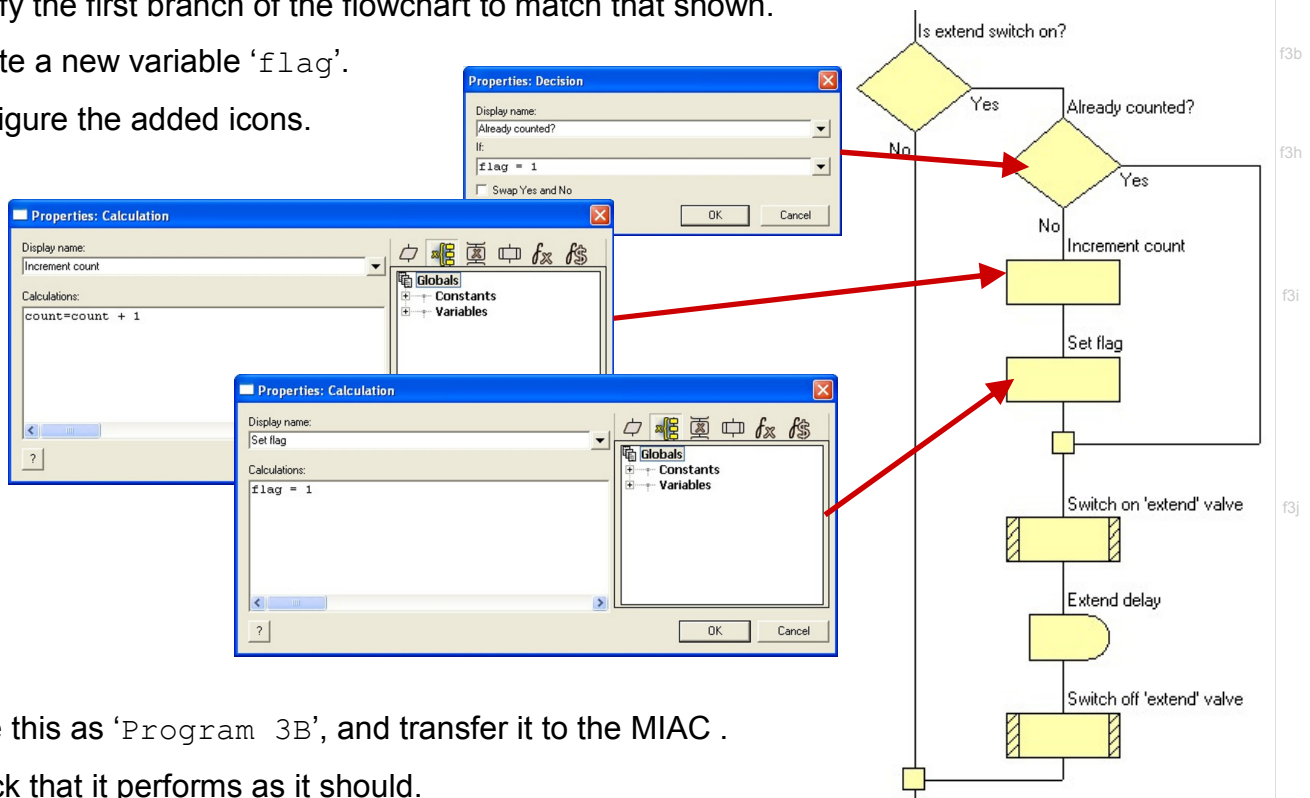 fy the first branch of the flowchart to match that shown.
te a new variable ‘flag’.
igure the added icons.
Properties: Decision
Display name:
Already counted?
If:
flag = 1
Swap Yes and No
OK Cancel
Properties: Calculation
Display name:
Increment count
Calculations:
count=count + 1
Globals
Constants
Variables
?
Properties: Calculation
Display name:
Set flag
Calculations:
flag = 1
Globals
Constants
Variables
?
OK Cancel
Is extend switch on?
Yes
No
Already counted?
Yes
No
Increment count
Set flag
Switch on 'extend' valve
Extend delay
Switch off 'extend' valve
f3b
f3h
f3i
f3j
e this as ‘Program 3B’, and transfer it to the MIAC .
ck that it performs as it should.